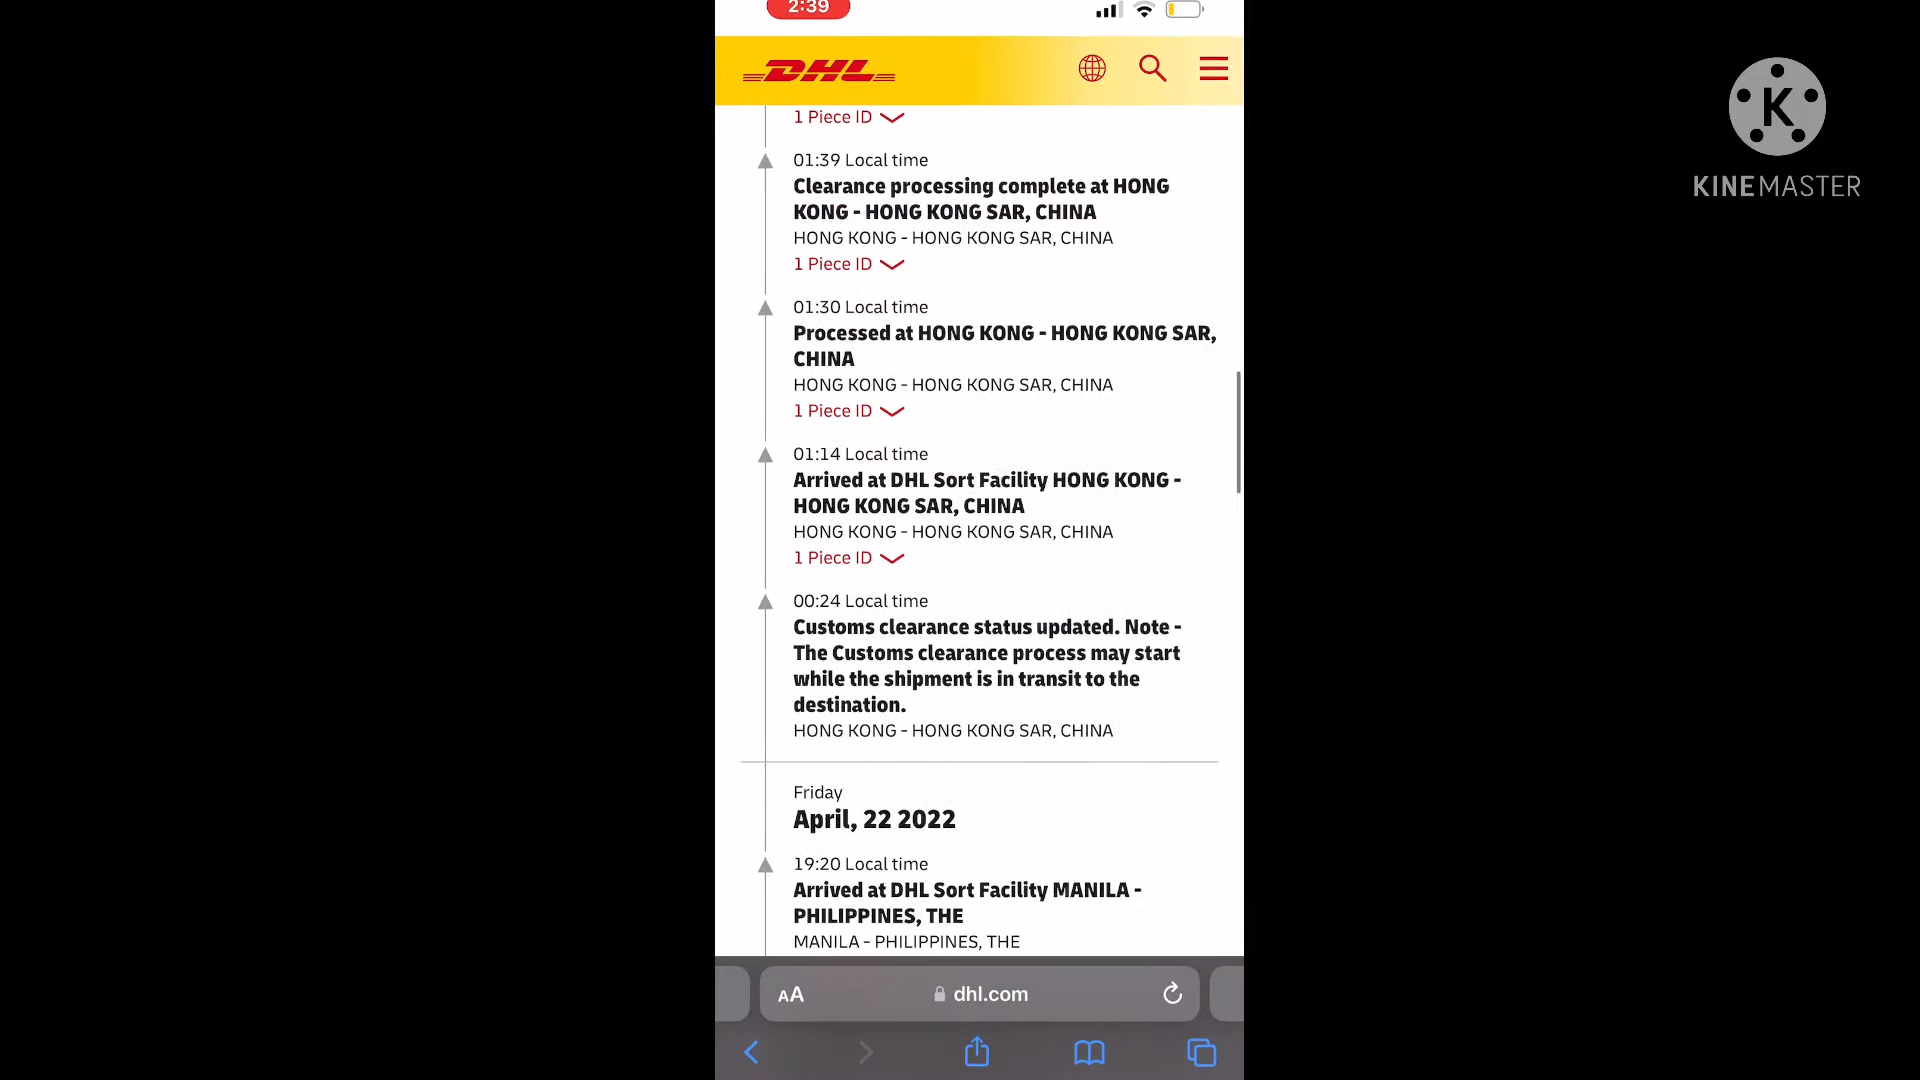 2:39
DHL
1 Piece ID
01:39 Local time
Clearance processing complete at HONG
KONG - HONG KONG SAR, CHINA
HONG KONG - HONG KONG SAR, CHINA
1 Piece ID
01:30 Local time
Processed at HONG KONG - HONG KONG SAR,
CHINA
HONG KONG - HONG KONG SAR, CHINA
1 Piece ID
01:14 Local time
Arrived at DHL Sort Facility HONG KONG -
HONG KONG SAR, CHINA
HONG KONG - HONG KONG SAR, CHINA
1 Piece ID
00:24 Local time
Customs clearance status updated. Note -
The Customs clearance process may start
while the shipment is in transit to the
destination.
HONG KONG - HONG KONG SAR, CHINA
Friday
April, 22 2022
19:20 Local time
Arrived at DHL Sort Facility MANILA -
PHILIPPINES, THE
MANILA - PHILIPPINES, THE
AA
dhl.com
K
KINEMASTER